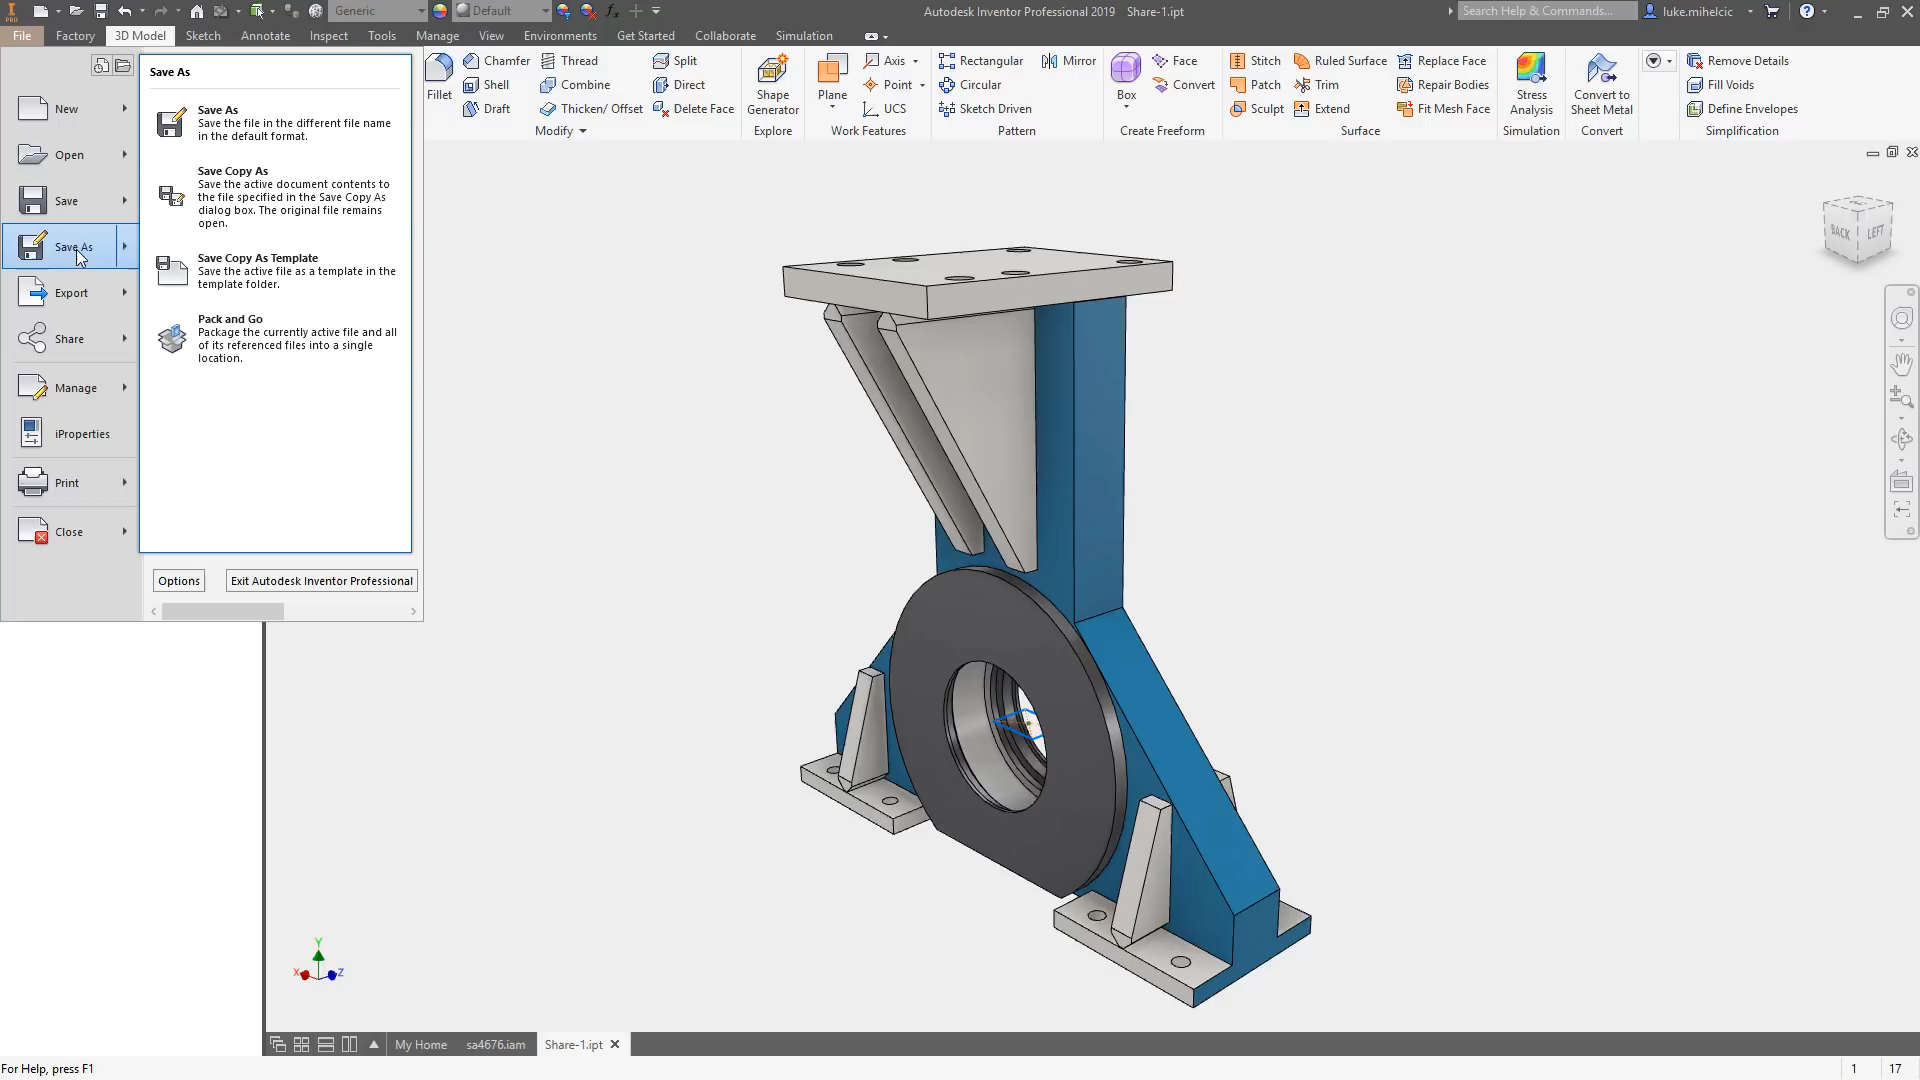 Generic
Default
Autodesk Inventor Professional 2019 Share-1.ipt
Search Help & Commands...
luke.mihelcic
PRO
File
Factory
3D Model
Sketch
Annotate
Inspect
Tools
Manage
View
Environments
Get Started
Collaborate
Simulation
Fillet
Chamfer
Shell
Draft
Thread
Combine
Thicken/ Offset
Split
Direct
Delete Face
Modify
Shape
Generator
Explore
Plane
Axis
Point
UCS
Work Features
Rectangular
Circular
Sketch Driven
Mirror
Pattern
Box
Face
Convert
Create Freeform
Stitch
Patch
Sculpt
Ruled Surface
Trim
Extend
Replace Face
Repair Bodies
Fit Mesh Face
Surface
Stress
Analysis
Simulation
Convert to
Sheet Metal
Convert
Remove Details
Fill Voids
Define Envelopes
Simplification
New
Open
Save
Save As
Export
Share
Manage
iProperties
Print
Close
Save As
Save As
Save the file in the different file name
in the default format.
Save Copy As
Save the active document contents to
the file specified in the Save Copy As
dialog box. The original file remains
open.
Save Copy As Template
Save the active file as a template in the
template folder.
Pack and Go
Package the currently active file and all
of its referenced files into a single
location.
Options
Exit Autodesk Inventor Professional
BACK
LEFT
Y
X
Z
My Home
sa4676.iam
Share-1.ipt
For Help, press F1
1
17